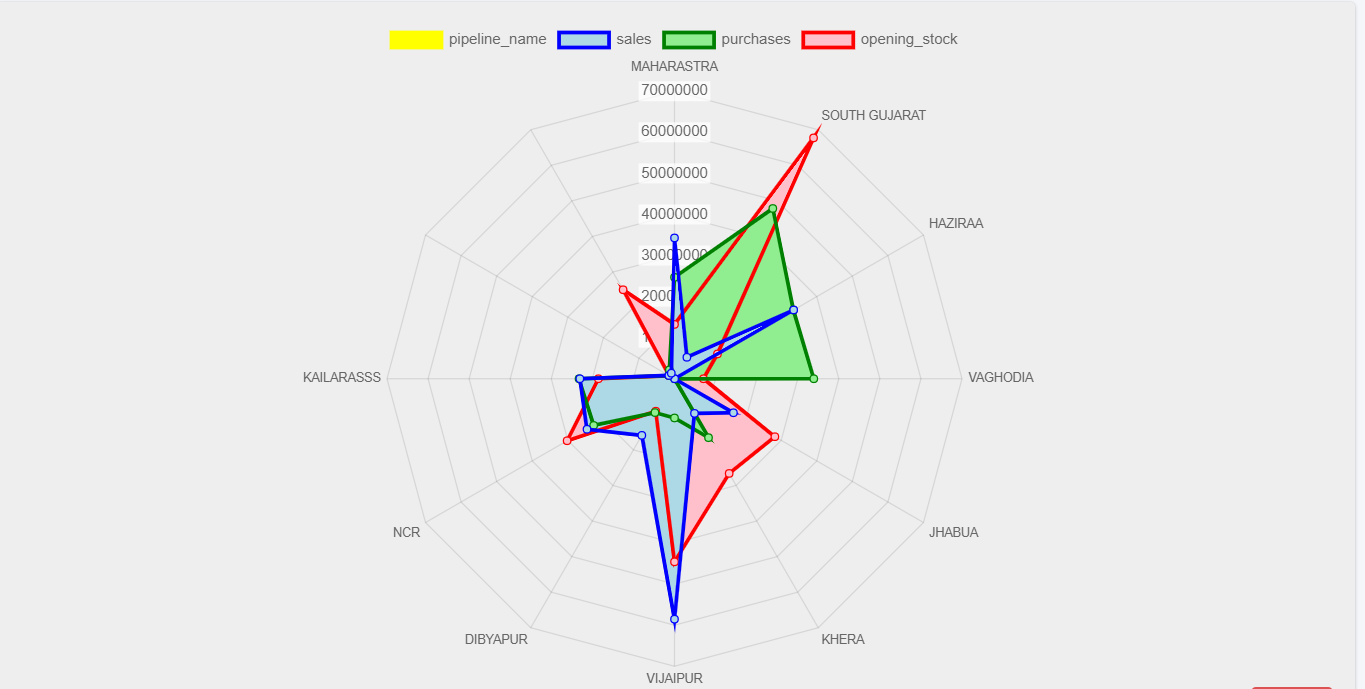 pipeline_name sales purchases opening_stock
MAHARASTRA
70000000
SOUTH GUJARAT
60000000
50000000
40000000
HAZIRAA
30000000
KAILARASSS
VAGHODIA
NCR
JHABUA
DIBYAPUR
KHERA
VIJAIPUR